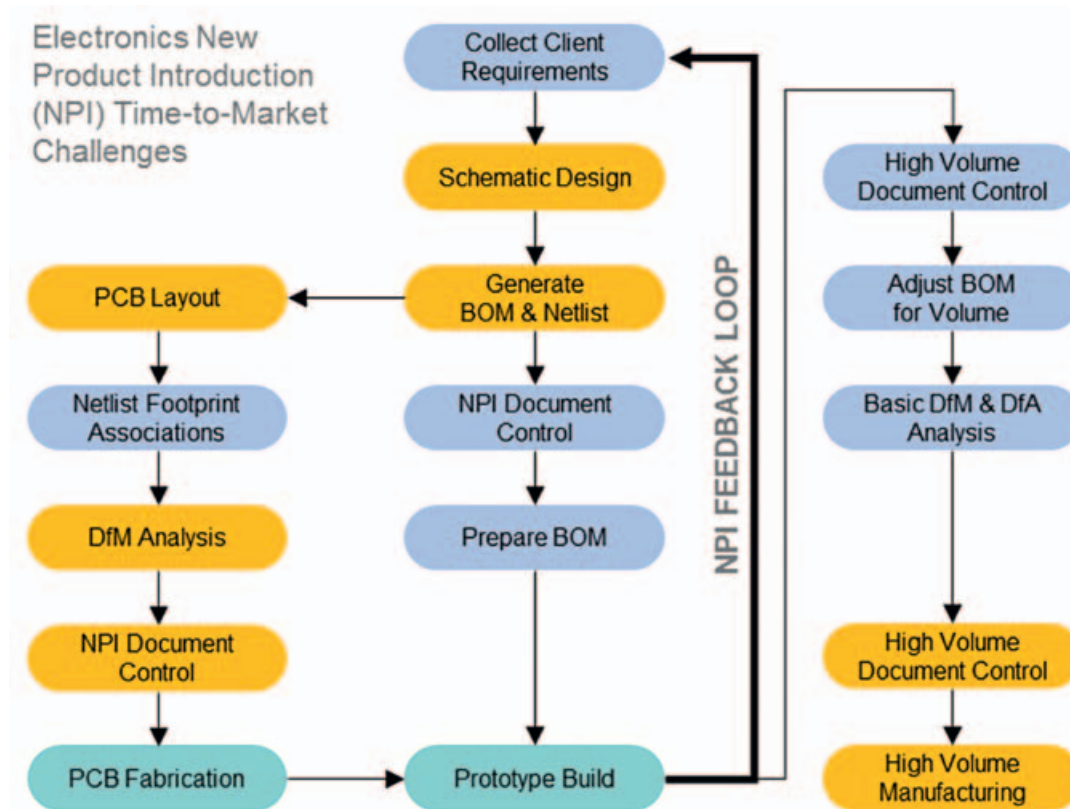 Electronics New
Product Introduction
(NPI) Time-to-Market
Challenges
Collect Client
Requirements
Schematic Design
Generate
BOM & Netlist
NPI Document
Control
Prepare BOM
Prototype Build
PCB Layout
Netlist Footprint
Associations
DfM Analysis
NPI Document
Control
PCB Fabrication
NPI FEEDBACK LOOP
High Volume
Document Control
Adjust BOM
for Volume
Basic DfM & DfA
Analysis
High Volume
Document Control
High Volume
Manufacturing